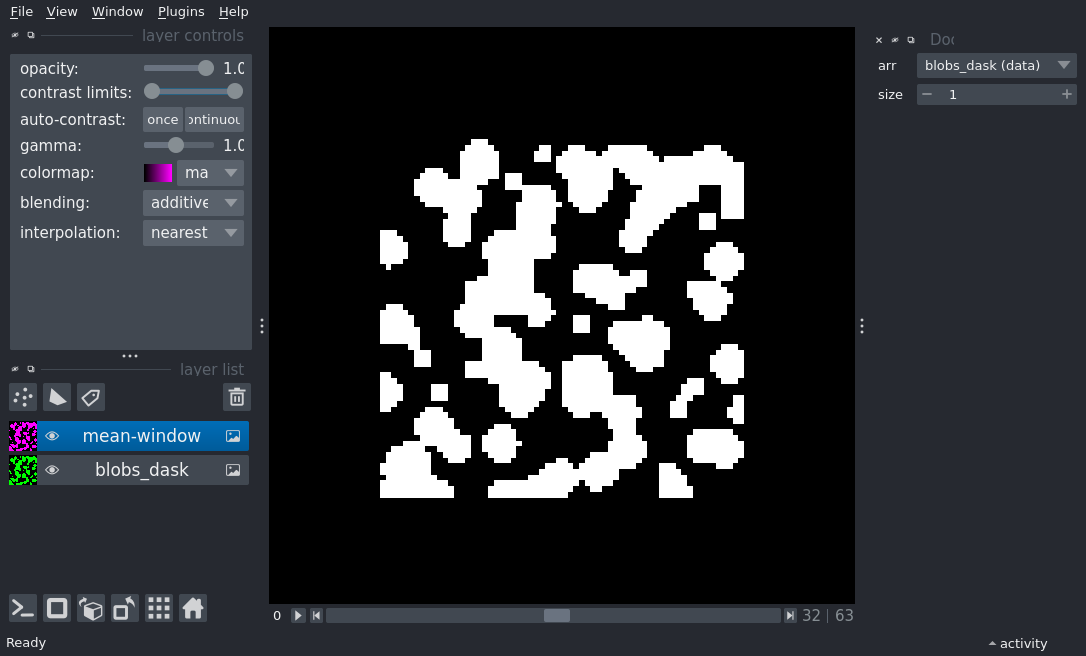 File View Window Plugins Help
layer controls
opacity: 1.0
contrast limits:
auto-contrast: once ontinuou
gamma: 1.0
colormap: ma
blending: additive
interpolation: nearest
layer list
mean-window
blobs_dask
Doc
arr blobs_dask (data)
size 1
0 32 | 63
Ready
activity